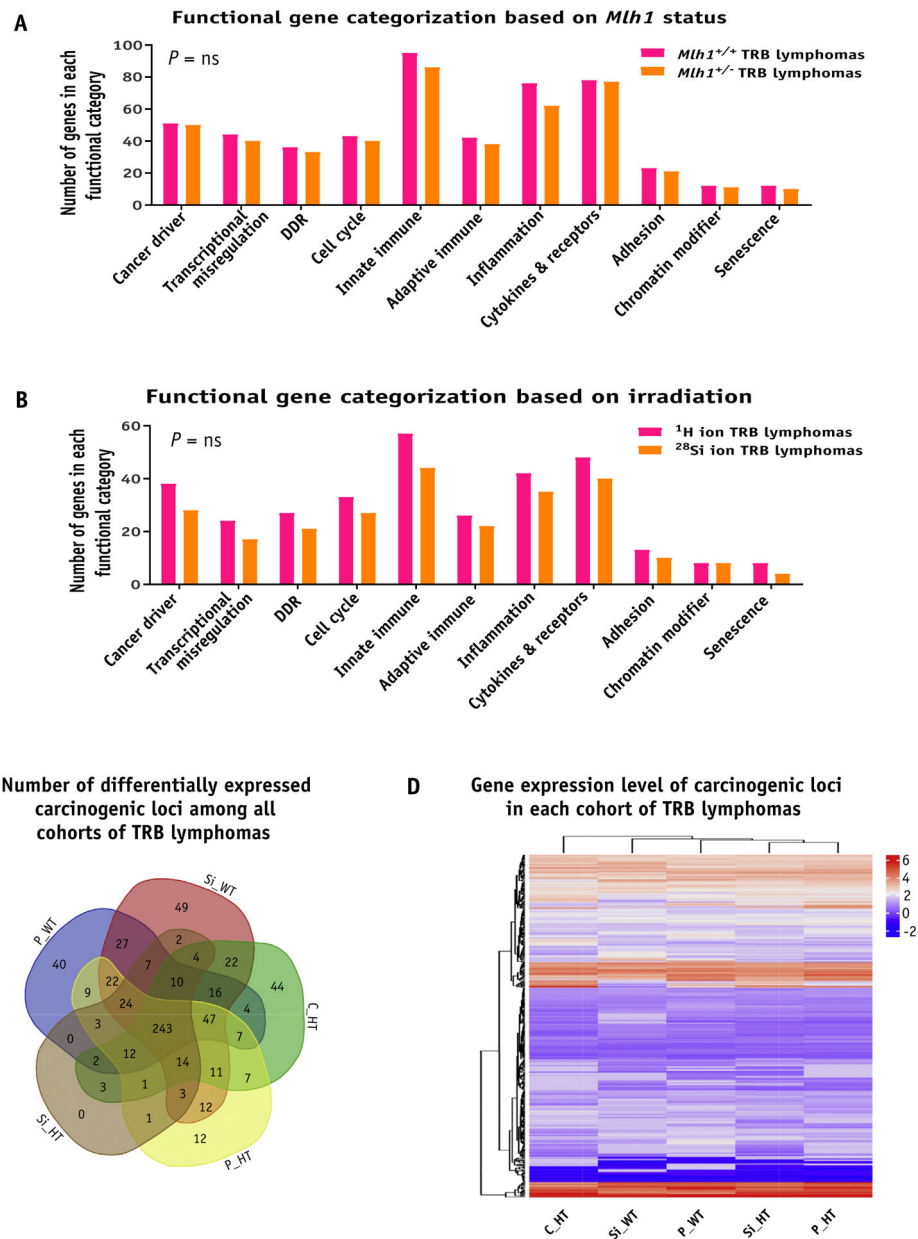 A
Functional gene categorization based on Mlh1 status
P = ns
Mlh1+/+ TRB lymphomas
Mlh1+/- TRB lymphomas
Number of genes in each
functional category
100
80
60
40
20
0
Cancer driver
Transcriptional
misregulation
DDR
Cell cycle
Innate immune
Adaptive immune
Inflammation
Cytokines & receptors
Adhesion
Chromatin modifier
Senescence
B
Functional gene categorization based on irradiation
P = ns
1H ion TRB lymphomas
28Si ion TRB lymphomas
Number of genes in each
functional category
60
40
20
0
Cancer driver
Transcriptional
misregulation
DDR
Cell cycle
Innate immune
Adaptive immune
Inflammation
Cytokines & receptors
Adhesion
Chromatin modifier
Senescence
Number of differentially expressed
carcinogenic loci among all
cohorts of TRB lymphomas
Si_WT
P_WT
C_HT
Si_HT
P_HT
49
27
2
4
22
40
7
10
16
44
9
22
4
24
3
243
47
7
0
12
14
11
7
2
3
1
3
0
1
12
12
D
Gene expression level of carcinogenic loci
in each cohort of TRB lymphomas
6
4
2
0
-2
C_HT
Si_WT
P_WT
Si_HT
P_HT